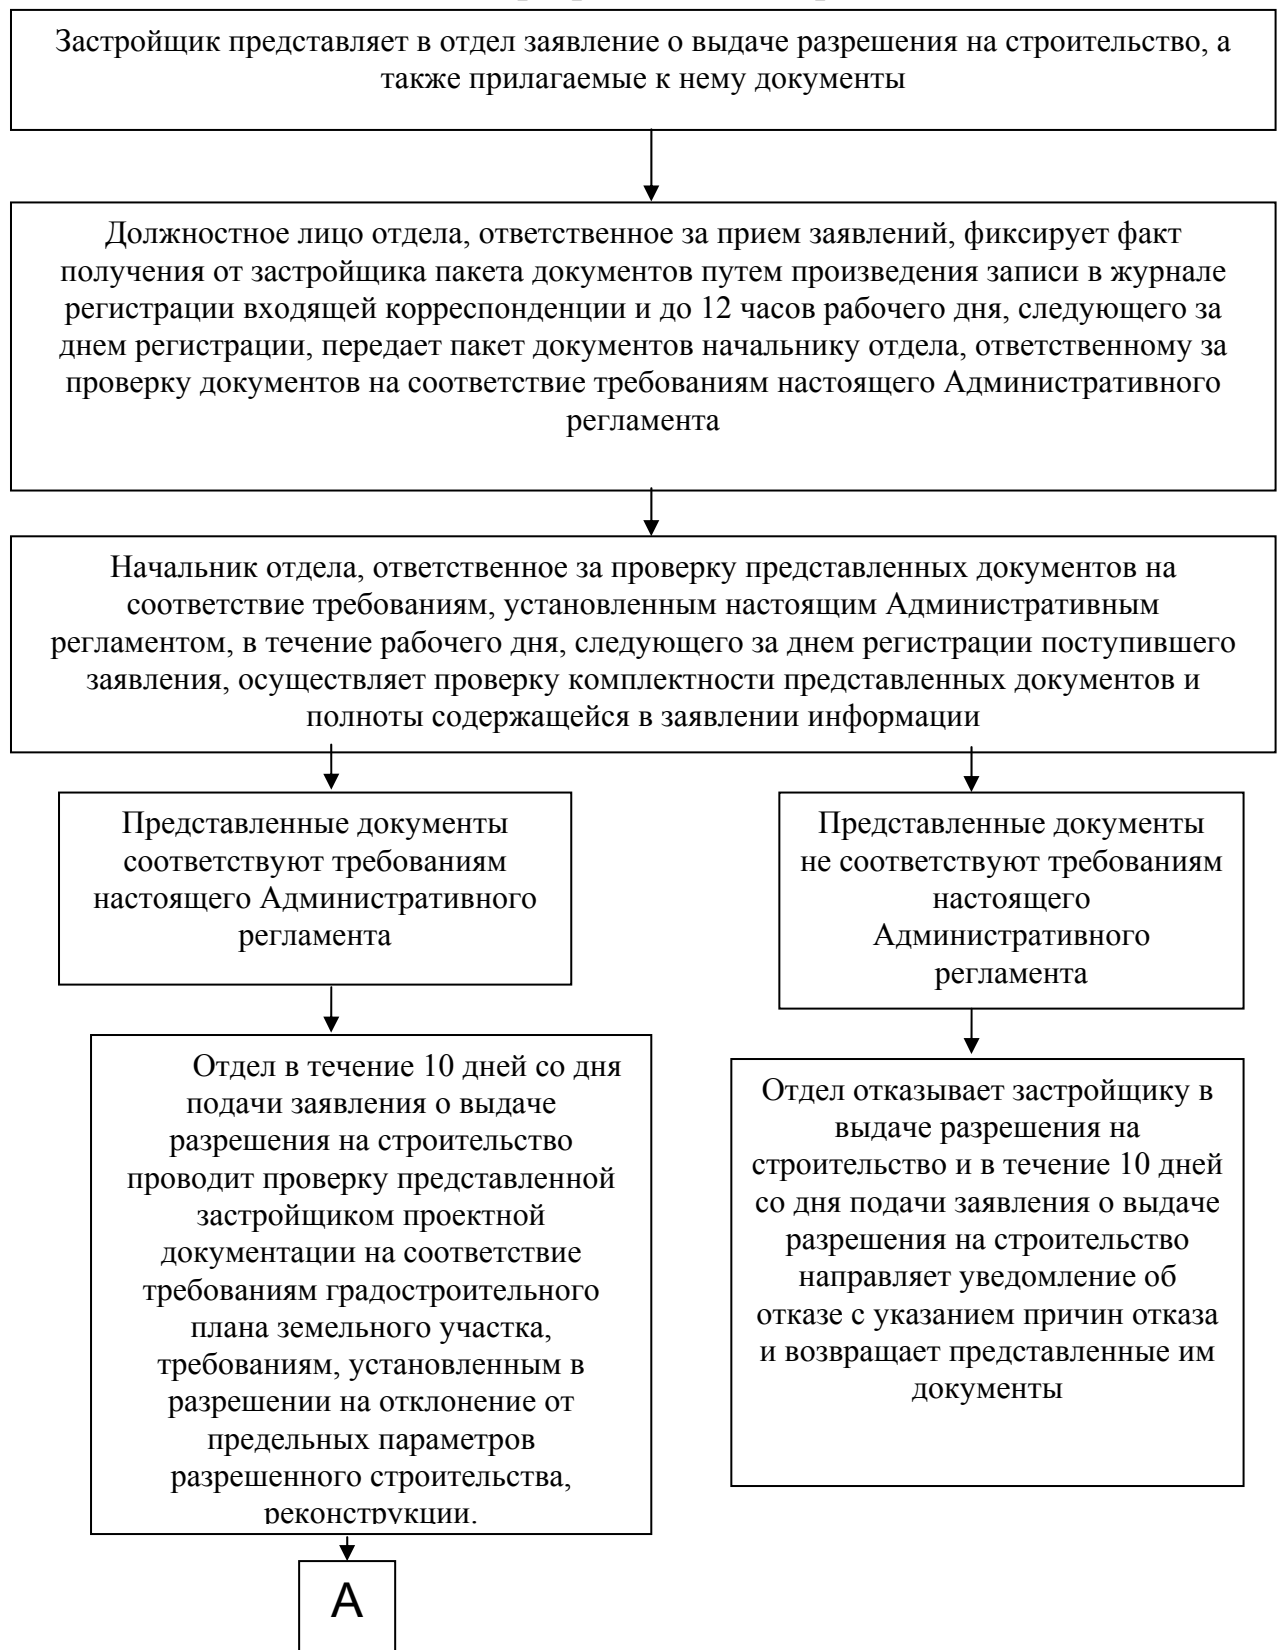 Застройщик представляет в отдел заявление о выдаче разрешения на строительство, а
также прилагаемые к нему документы
Должностное лицо отдела, ответственное за прием заявлений, фиксирует факт
получения от застройщика пакета документов путем произведения записи в журнале
регистрации входящей корреспонденции и до 12 часов рабочего дня, следующего за
днем регистрации, передает пакет документов начальнику отдела, ответственному за
проверку документов на соответствие требованиям настоящего Административного
регламента
Начальник отдела, ответственное за проверку представленных документов на
соответствие требованиям, установленным настоящим Административным
регламентом, в течение рабочего дня, следующего за днем регистрации поступившего
заявления, осуществляет проверку комплектности представленных документов и
полноты содержащейся в заявлении информации
Представленные документы
соответствуют требованиям
настоящего Административного
регламента
Представленные документы
не соответствуют требованиям
настоящего
Административного
регламента
Отдел в течение 10 дней со дня
подачи заявления о выдаче
разрешения на строительство
проводит проверку представленной
застройщиком проектной
документации на соответствие
требованиям градостроительного
плана земельного участка,
требованиям, установленным в
разрешении на отклонение от
предельных параметров
разрешенного строительства,
реконструкции.
Отдел отказывает застройщику в
выдаче разрешения на
строительство и в течение 10 дней
со дня подачи заявления о выдаче
разрешения на строительство
направляет уведомление об
отказе с указанием причин отказа
и возвращает представленные им
документы
А